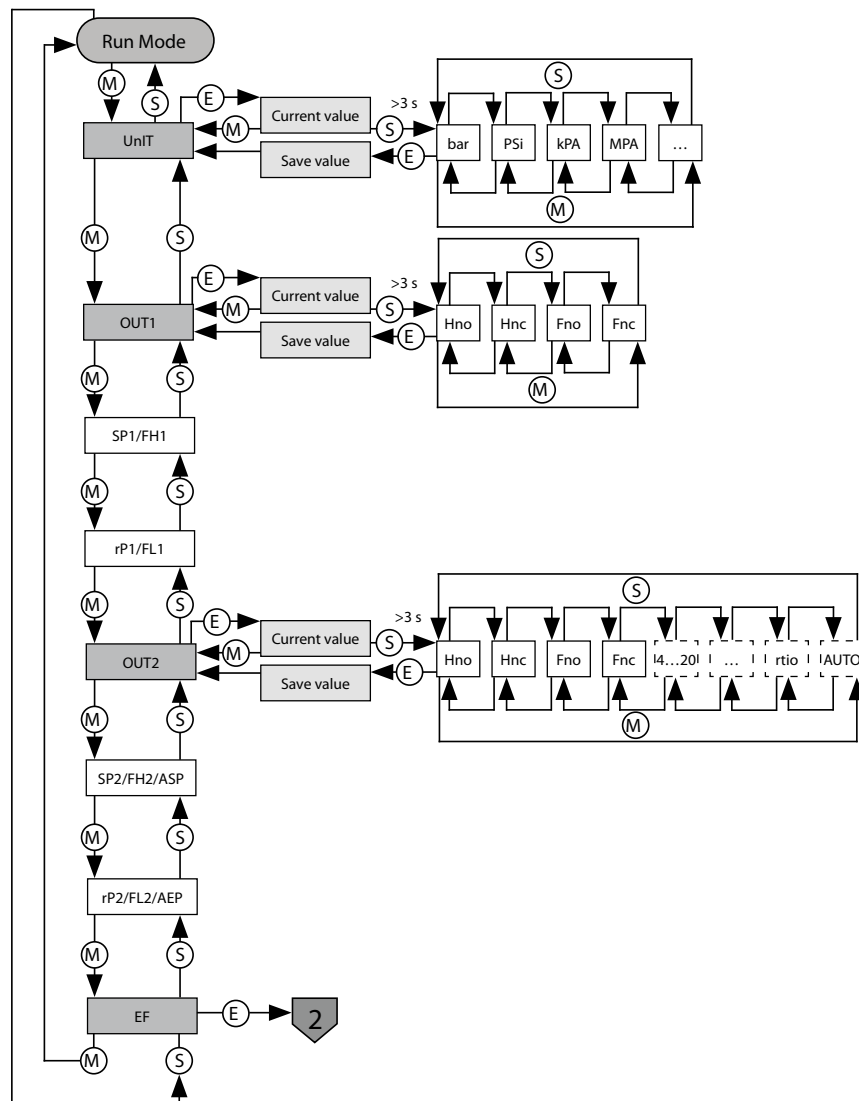 Run Mode
M
S
E
Current value
M
S
>3 s
UnIT
Save value
E
S
bar
PSi
kPA
MPA
...
M
M
S
E
Current value
M
S
>3 s
OUT1
Save value
E
S
Hno
Hnc
Fno
Fnc
M
M
S
SP1/FH1
M
S
rP1/FL1
M
S
E
Current value
M
S
>3 s
OUT2
Save value
E
S
Hno
Hnc
Fno
Fnc
4...20
...
rtio
AUTO
M
M
S
SP2/FH2/ASP
M
S
rP2/FL2/AEP
M
S
EF
E
2
M
S